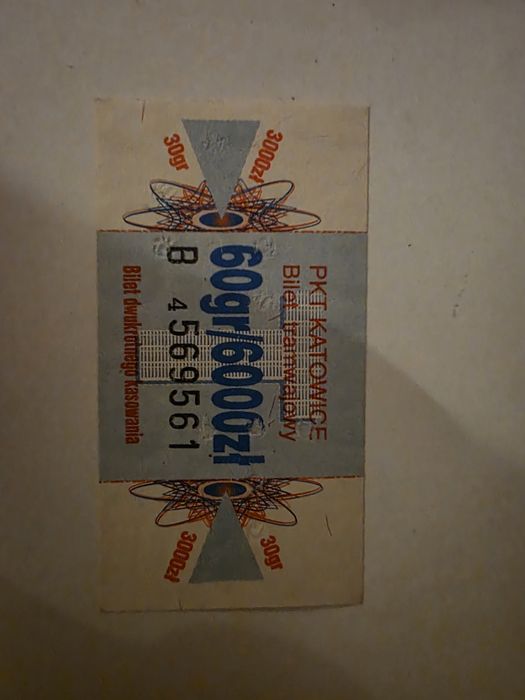 30gr
3000zł
PKT KATOWICE
Bilet tramwajowy
60gr/6000zł
B 4569561
Bilet dwukrotnego kasowania
30gr
3000zł